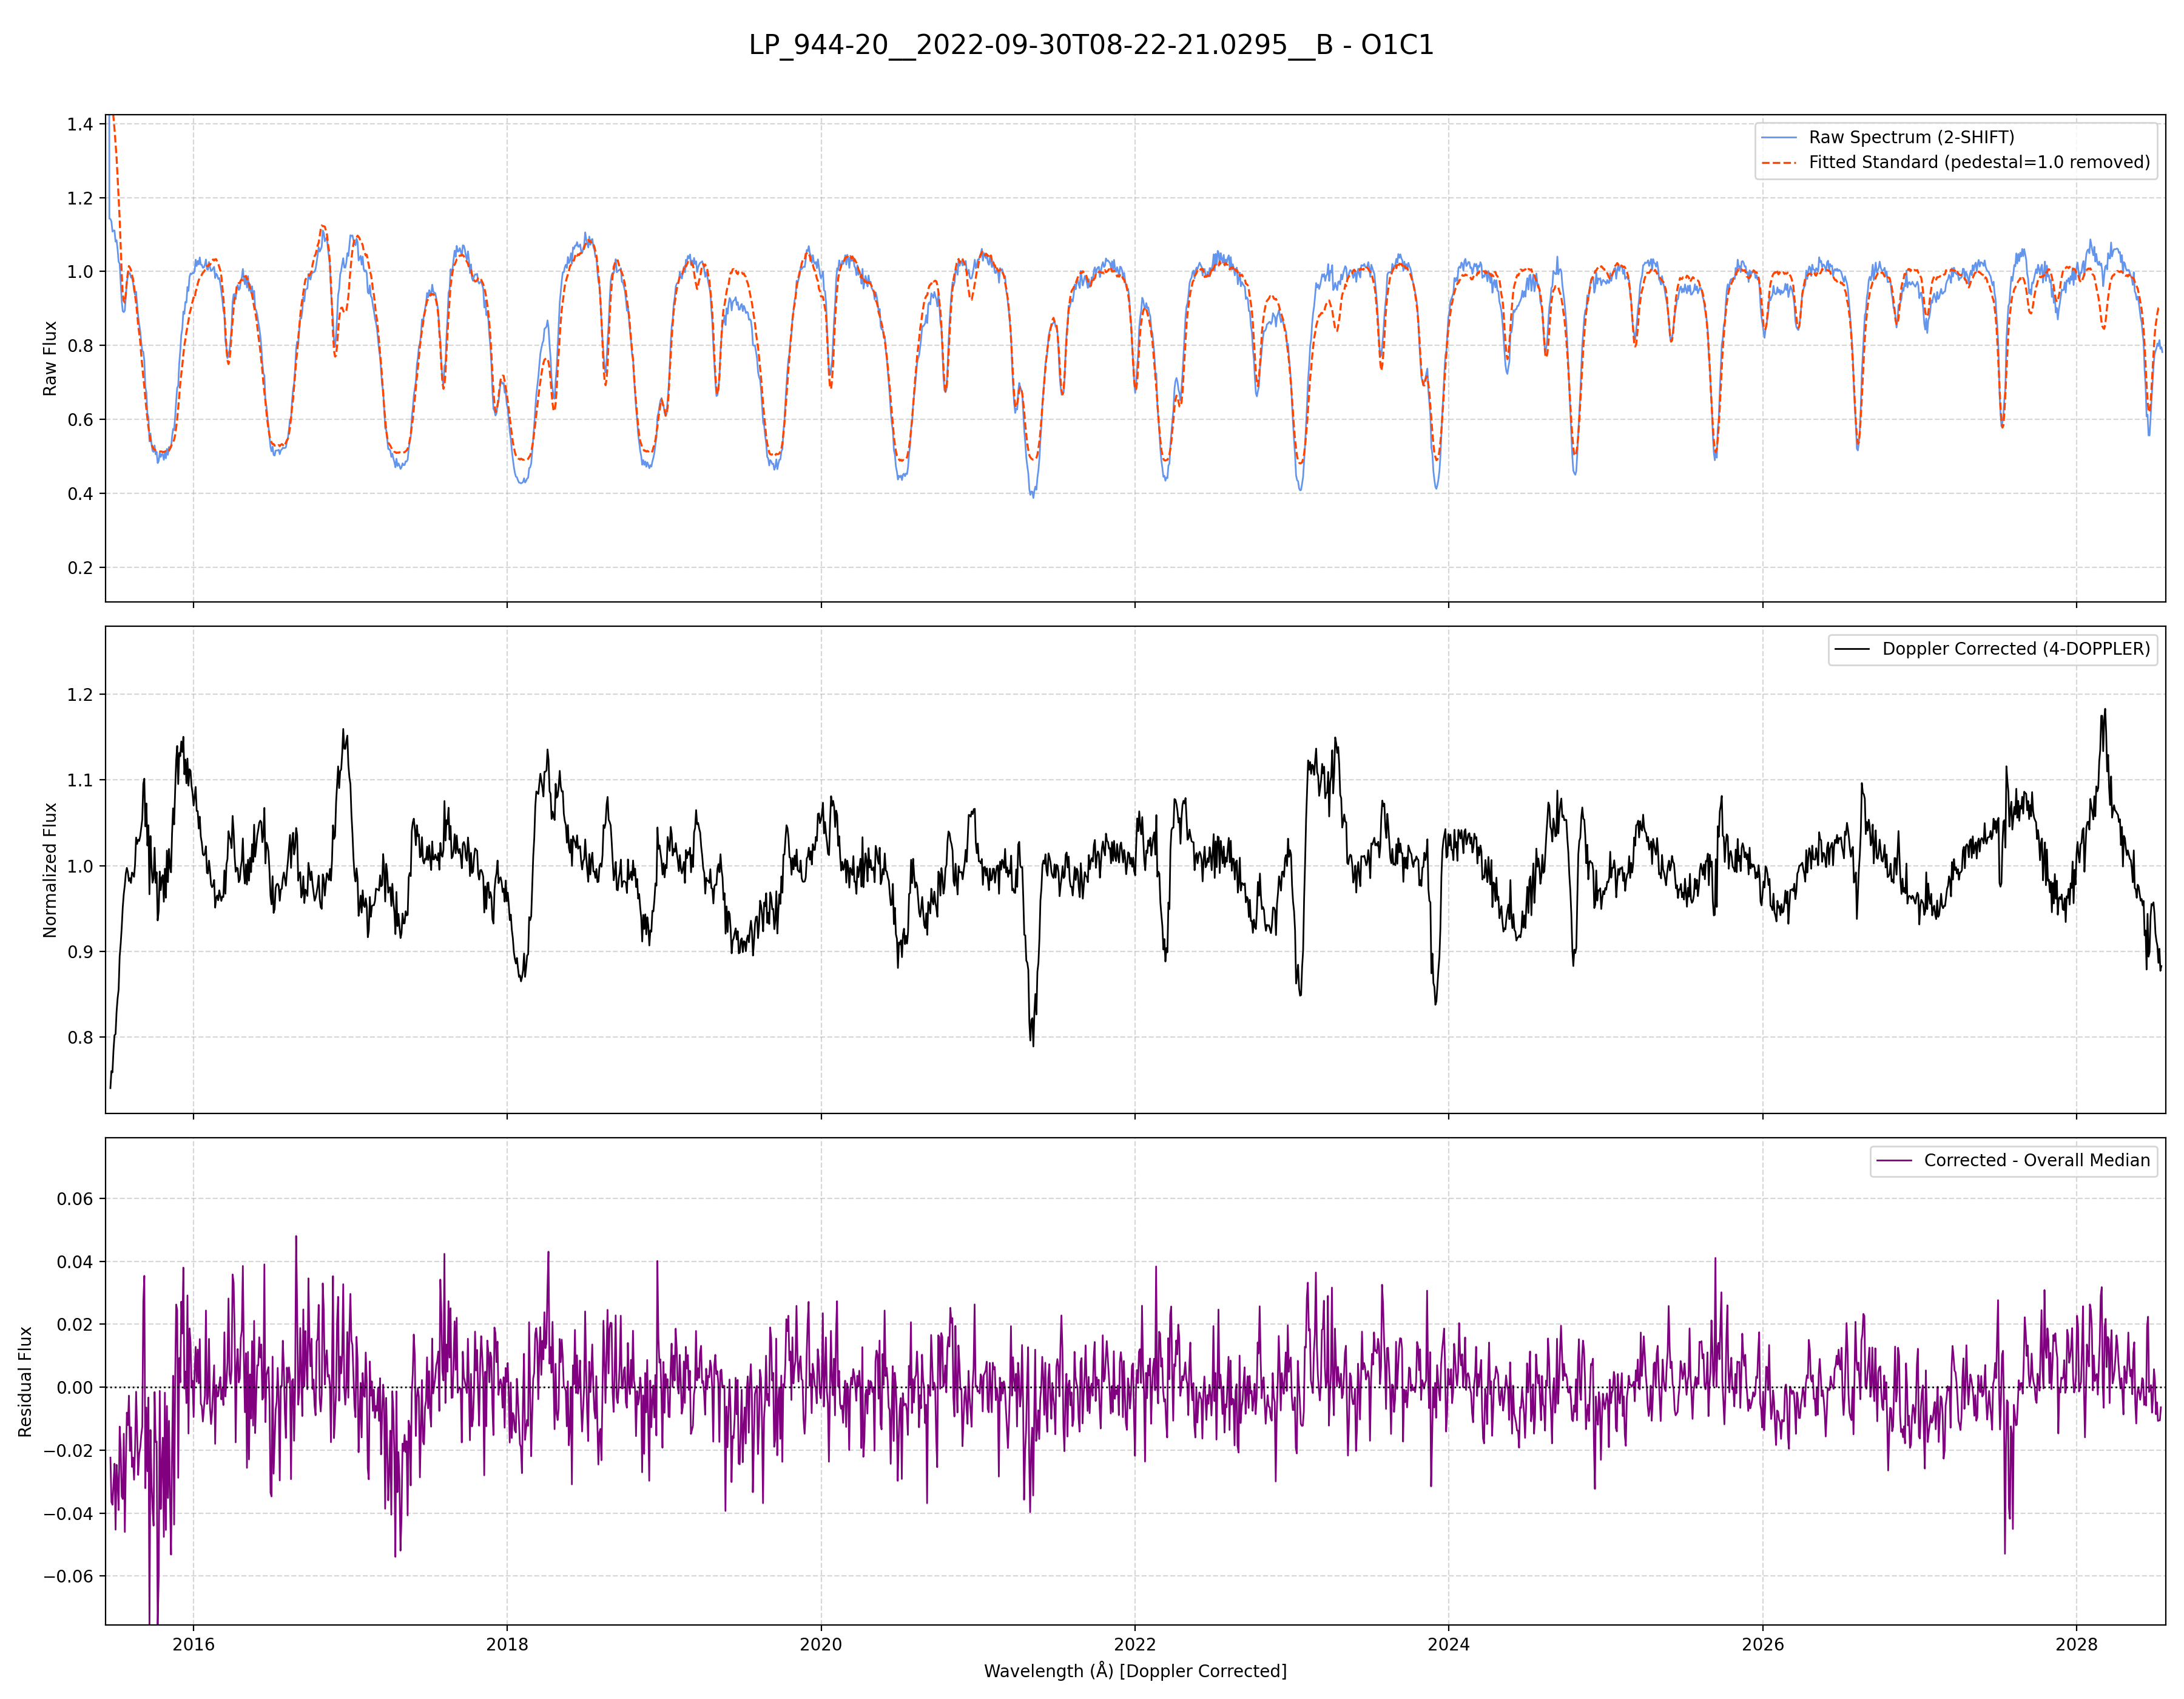 LP_944-20__2022-09-30T08-22-21.0295__B - O1C1
1.4
1.2
1.0
0.8
0.6
0.4
0.2
Raw Flux
Raw Spectrum (2-SHIFT)
Fitted Standard (pedestal=1.0 removed)
1.2
1.1
1.0
0.9
0.8
Normalized Flux
Doppler Corrected (4-DOPPLER)
0.06
0.04
0.02
0.00
−0.02
−0.04
−0.06
Residual Flux
Corrected - Overall Median
2016 2018 2020 2022 2024 2026 2028
Wavelength (Å) [Doppler Corrected]